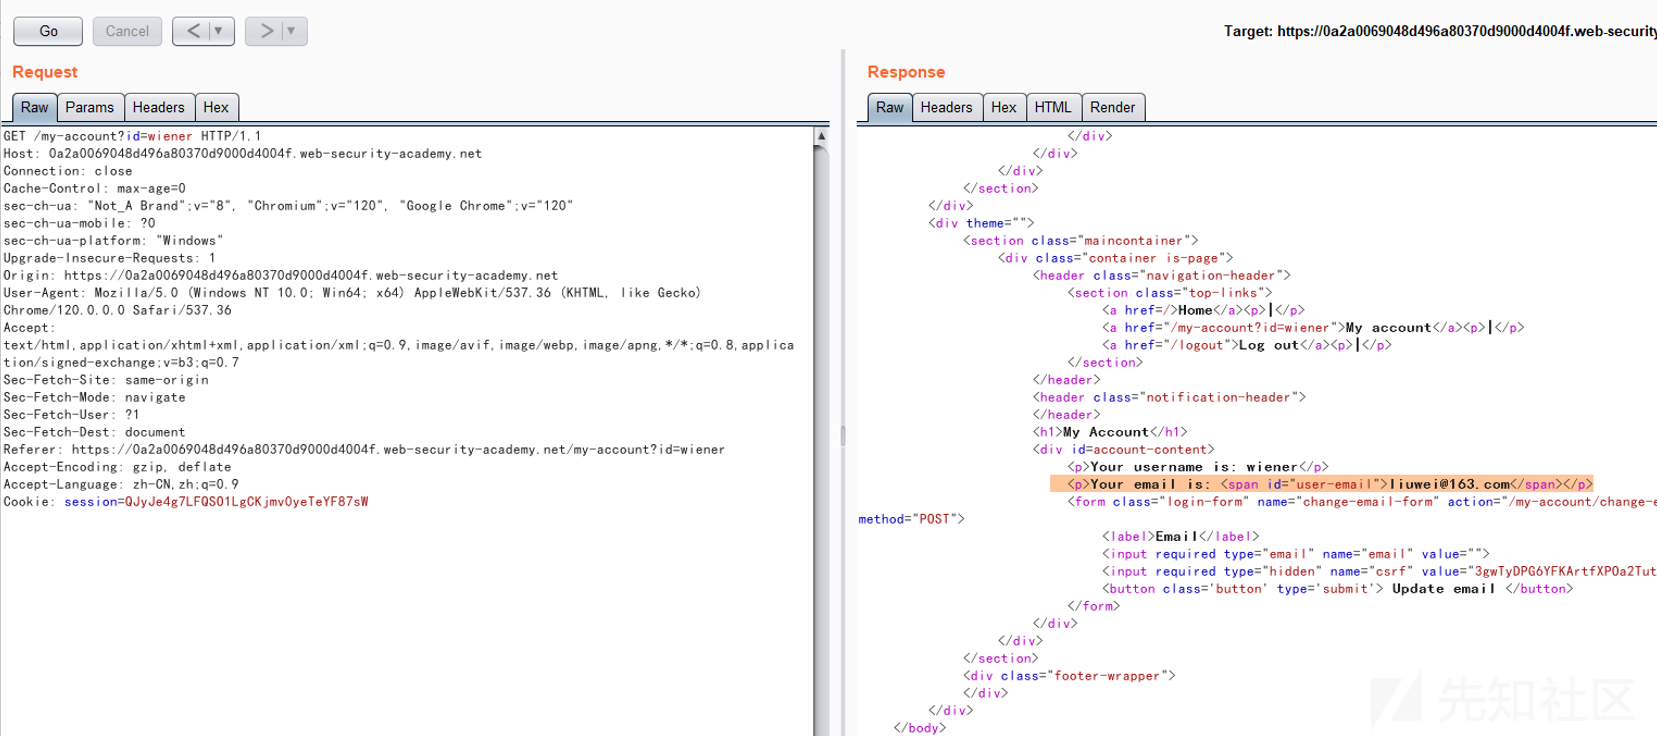 Go
Cancel
<
>
Target: https://0a2a0069048d496a80370d9000d4004f.web-security
Request
Raw
Params
Headers
Hex
GET /my-account?id=wiener HTTP/1.1
Host: 0a2a0069048d496a80370d9000d4004f.web-security-academy.net
Connection: close
Cache-Control: max-age=0
sec-ch-ua: "Not_A Brand";v="8", "Chromium";v="120", "Google Chrome";v="120"
sec-ch-ua-mobile: ?0
sec-ch-ua-platform: "Windows"
Upgrade-Insecure-Requests: 1
Origin: https://0a2a0069048d496a80370d9000d4004f.web-security-academy.net
User-Agent: Mozilla/5.0 (Windows NT 10.0; Win64; x64) AppleWebKit/537.36 (KHTML, like Gecko)
Chrome/120.0.0.0 Safari/537.36
Accept:
text/html,application/xhtml+xml,application/xml;q=0.9,image/avif,image/webp,image/apng,*/*;q=0.8,applica
tion/signed-exchange;v=b3;q=0.7
Sec-Fetch-Site: same-origin
Sec-Fetch-Mode: navigate
Sec-Fetch-User: ?1
Sec-Fetch-Dest: document
Referer: https://0a2a0069048d496a80370d9000d4004f.web-security-academy.net/my-account?id=wiener
Accept-Encoding: gzip, deflate
Accept-Language: zh-CN,zh;q=0.9
Cookie: session=QJyJe4g7LFQSO1LgCKjmvOyeTeYF87sW
Response
Raw
Headers
Hex
HTML
Render
</div>
</div>
</div>
</section>
</div>
<div theme="">
<section class="maincontainer">
<div class="container is-page">
<header class="navigation-header">
<section class="top-links">
<a href=/>Home</a><p>|</p>
<a href="/my-account?id=wiener">My account</a><p>|</p>
<a href="/logout">Log out</a><p>|</p>
</section>
</header>
<header class="notification-header">
</header>
<h1>My Account</h1>
<div id=account-content>
<p>Your username is: wiener</p>
<p>Your email is: <span id="user-email">liuwei@163.com</span></p>
<form class="login-form" name="change-email-form" action="/my-account/change-e
method="POST">
<label>Email</label>
<input required type="email" name="email" value="">
<input required type="hidden" name="csrf" value="3gwTyDPG6YFKArtfXPOa2Tut
<button class='button' type='submit'> Update email </button>
</form>
</div>
</div>
</section>
<div class="footer-wrapper">
</div>
</div>
</body>
先知社区